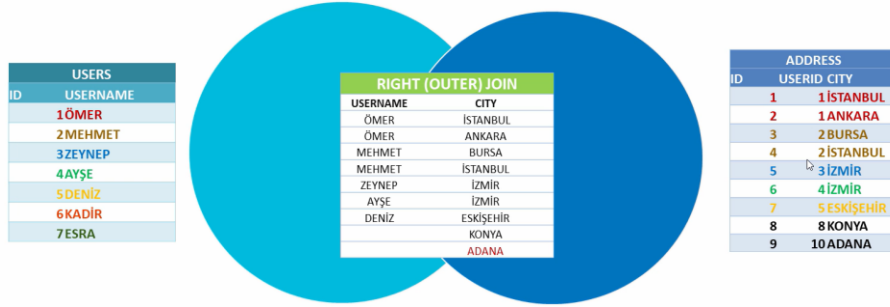 USERS
ID USERNAME
1 ÖMER
2 MEHMET
3 ZEYNEP
4 AYŞE
5 DENİZ
6 KADİR
7 ESRA
RIGHT (OUTER) JOIN
USERNAME CITY
ÖMER İSTANBUL
ÖMER ANKARA
MEHMET BURSA
MEHMET İSTANBUL
ZEYNEP İZMİR
AYŞE İZMİR
DENİZ ESKİŞEHİR
KONYA
ADANA
ADDRESS
ID USERID CITY
1 1 İSTANBUL
2 1 ANKARA
3 2 BURSA
4 2 İSTANBUL
5 3 İZMİR
6 4 İZMİR
7 5 ESKİŞEHİR
8 8 KONYA
9 10 ADANA